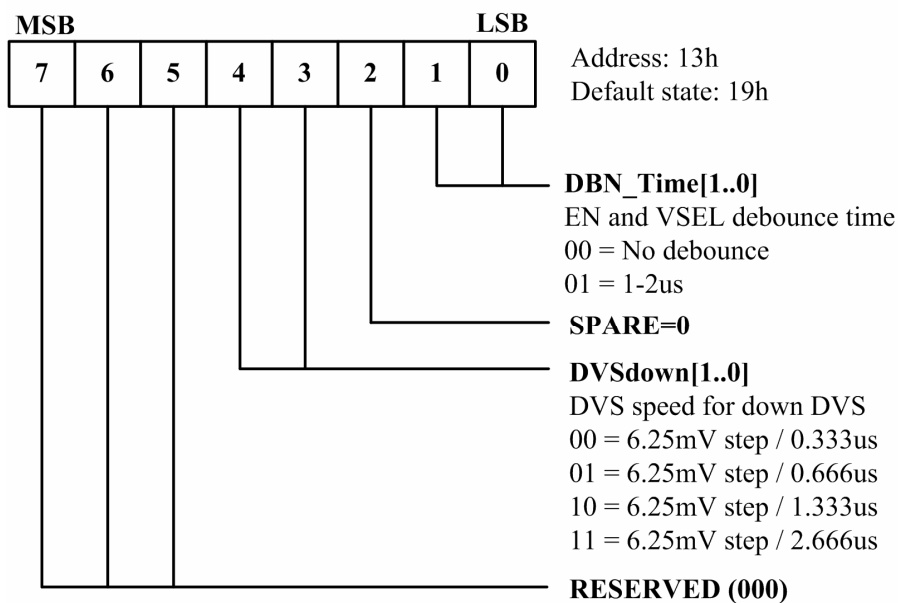 MSB LSB
7 6 5 4 3 2 1 0
Address: 13h
Default state: 19h
DBN_Time[1..0]
EN and VSEL debounce time
00 = No debounce
01 = 1-2us
SPARE=0
DVSdown[1..0]
DVS speed for down DVS
00 = 6.25mV step / 0.333us
01 = 6.25mV step / 0.666us
10 = 6.25mV step / 1.333us
11 = 6.25mV step / 2.666us
RESERVED (000)